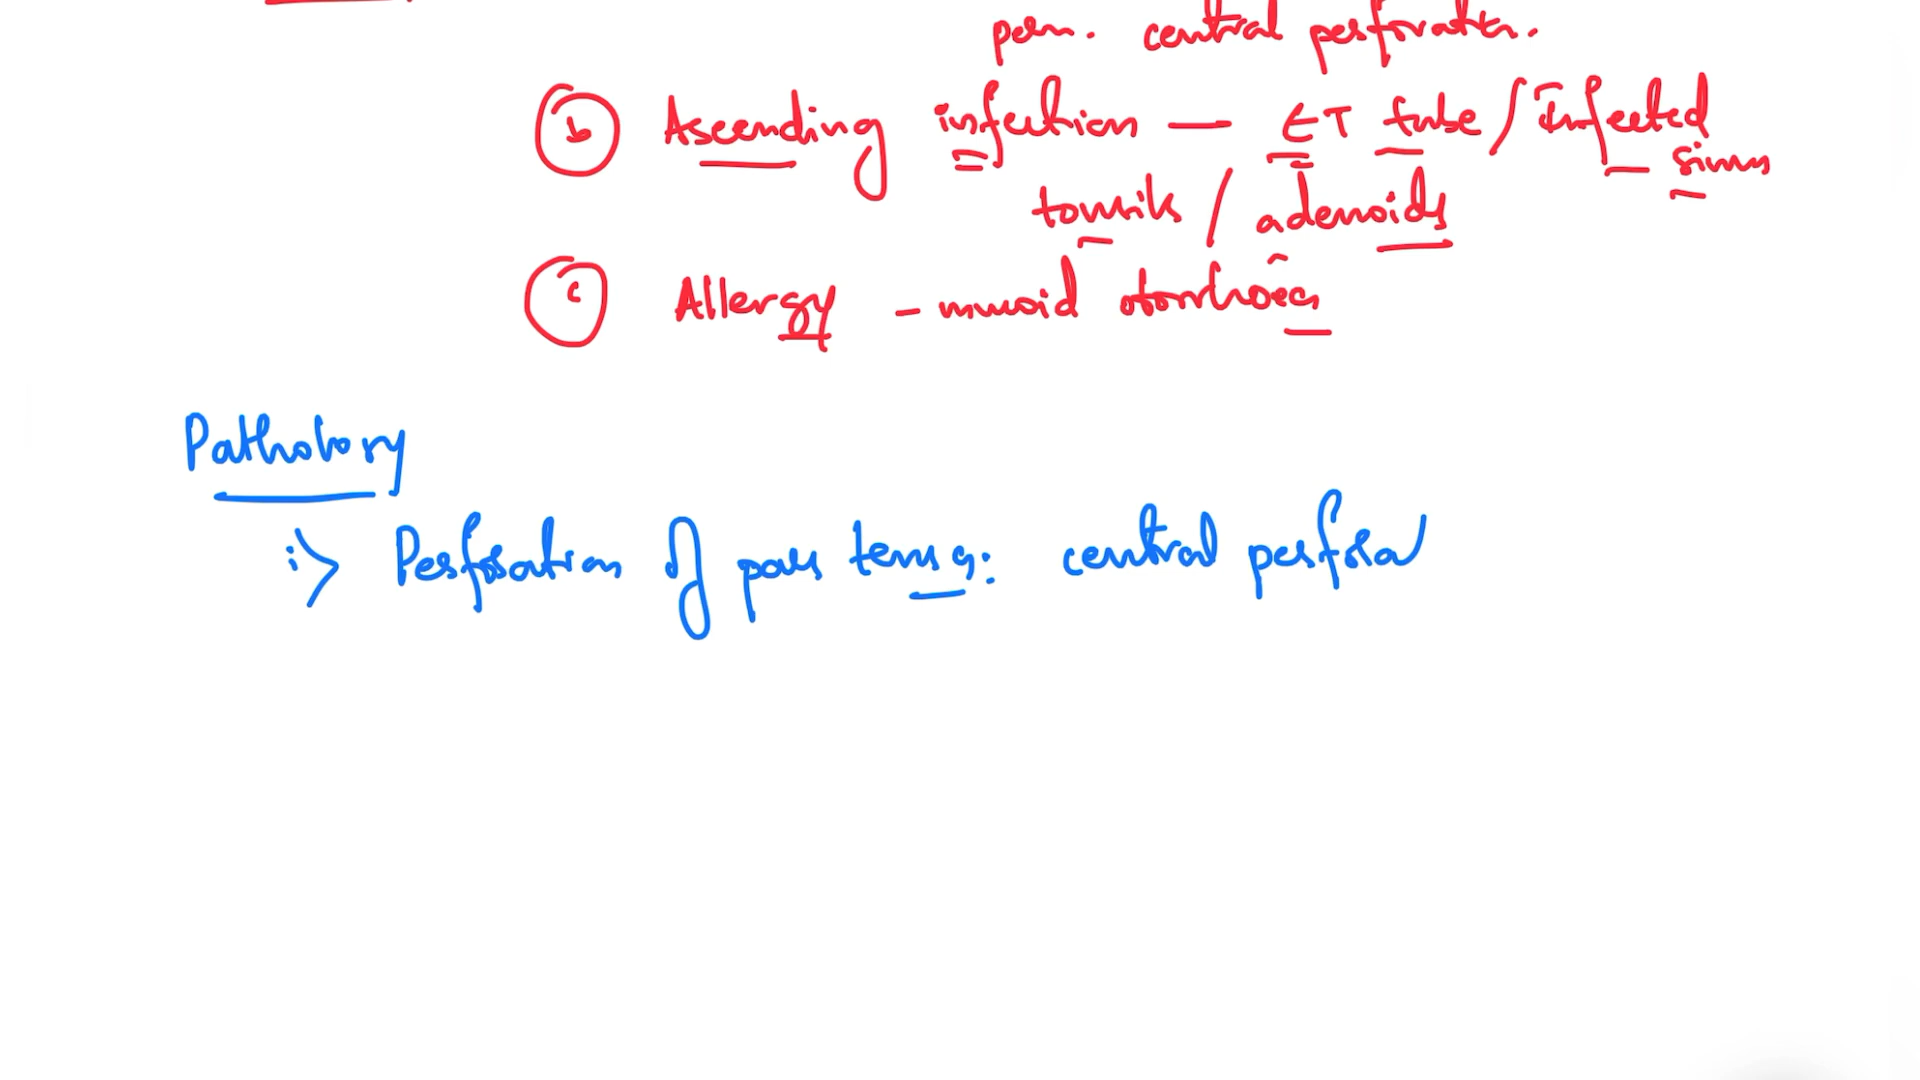 perm. central perforation.
b Ascending infection — ET tube / Infected sinus
tonsils / adenoids
c Allergy - mucoid otorrhoea
Pathology
i> Perforation of pars tensa: central perfora